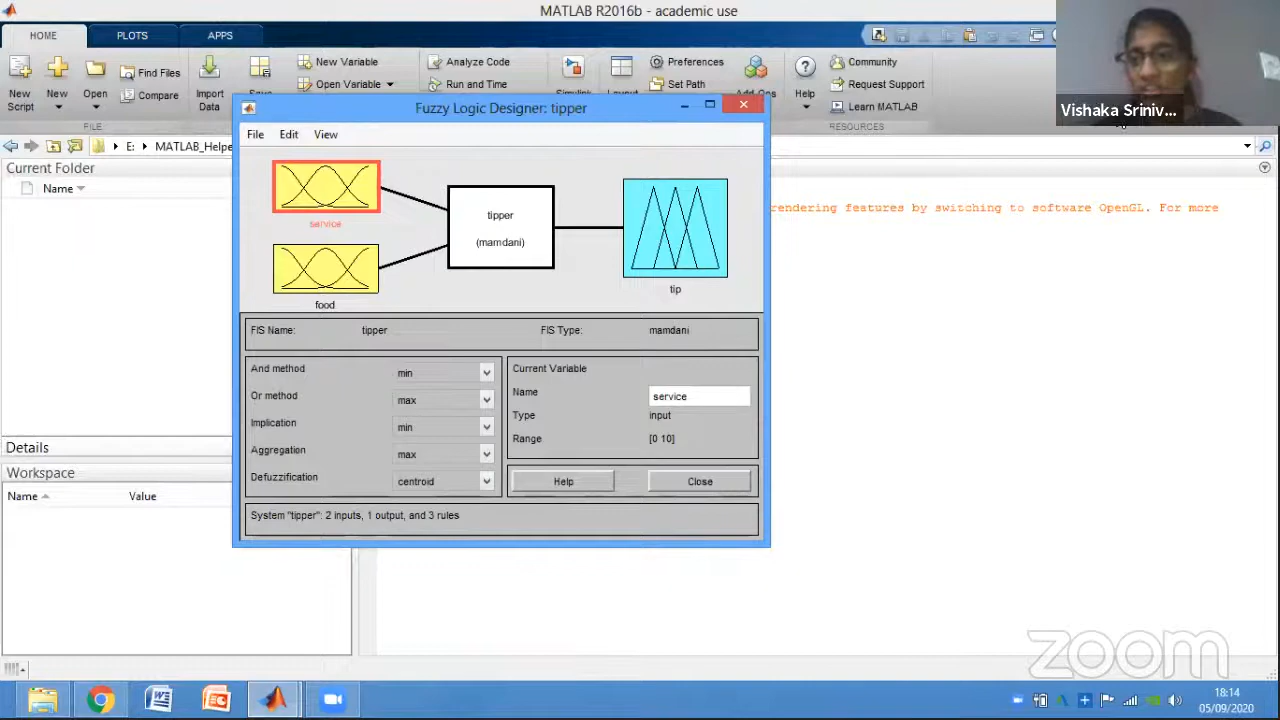 MATLAB R2016b - academic use
HOME PLOTS APPS
New Script
New
Open
Find Files
Compare
Import Data
New Variable
Open Variable
Analyze Code
Run and Time
Simulink
Layout
Preferences
Set Path
Add-Ons
Help
Community
Request Support
Learn MATLAB
FILE
RESOURCES
Vishaka Sriniv...
E: MATLAB_Helpe
Current Folder
Name
Details
Workspace
Name Value
rendering features by switching to software OpenGL. For more
Fuzzy Logic Designer: tipper
File Edit View
service
food
tipper
(mamdani)
tip
FIS Name: tipper FIS Type: mamdani
And method min
Or method max
Implication min
Aggregation max
Defuzzification centroid
Current Variable
Name service
Type input
Range [0 10]
Help Close
System "tipper": 2 inputs, 1 output, and 3 rules
zoom
18:14
05/09/2020